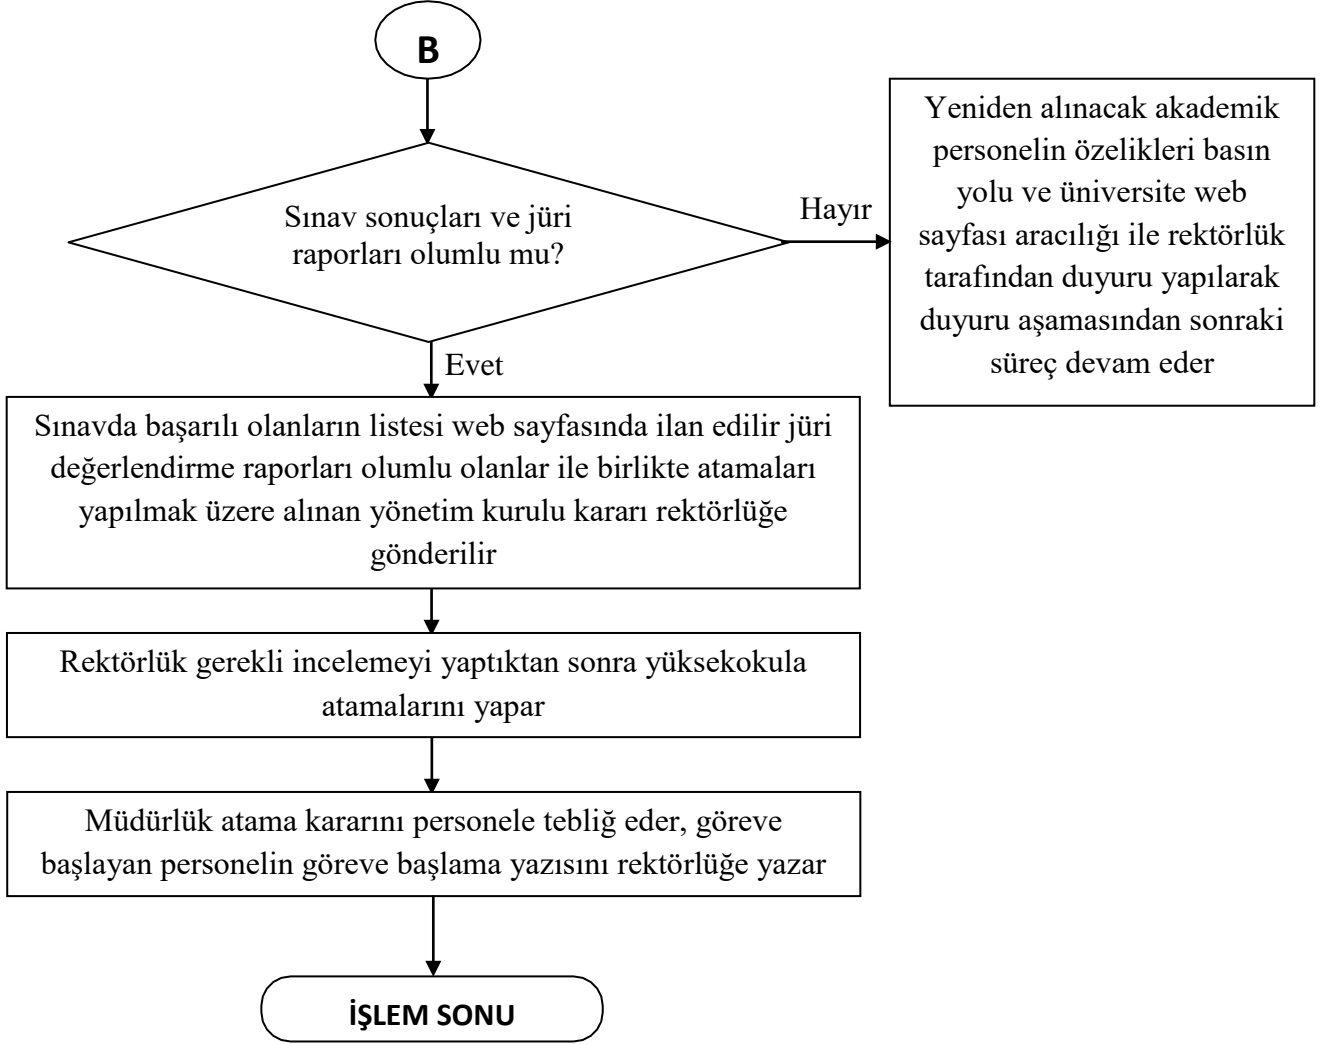 B
Sınav sonuçları ve jüri
raporları olumlu mu?
Hayır
Yeniden alınacak akademik
personelin özelikleri basın
yolu ve üniversite web
sayfası aracılığı ile rektörlük
tarafından duyuru yapılarak
duyuru aşamasından sonraki
süreç devam eder
Evet
Sınavda başarılı olanların listesi web sayfasında ilan edilir jüri
değerlendirme raporları olumlu olanlar ile birlikte atamaları
yapılmak üzere alınan yönetim kurulu kararı rektörlüğe
gönderilir
Rektörlük gerekli incelemeyi yaptıktan sonra yüksekokula
atamalarını yapar
Müdürlük atama kararını personele tebliğ eder, göreve
başlayan personelin göreve başlama yazısını rektörlüğe yazar
İŞLEM SONU